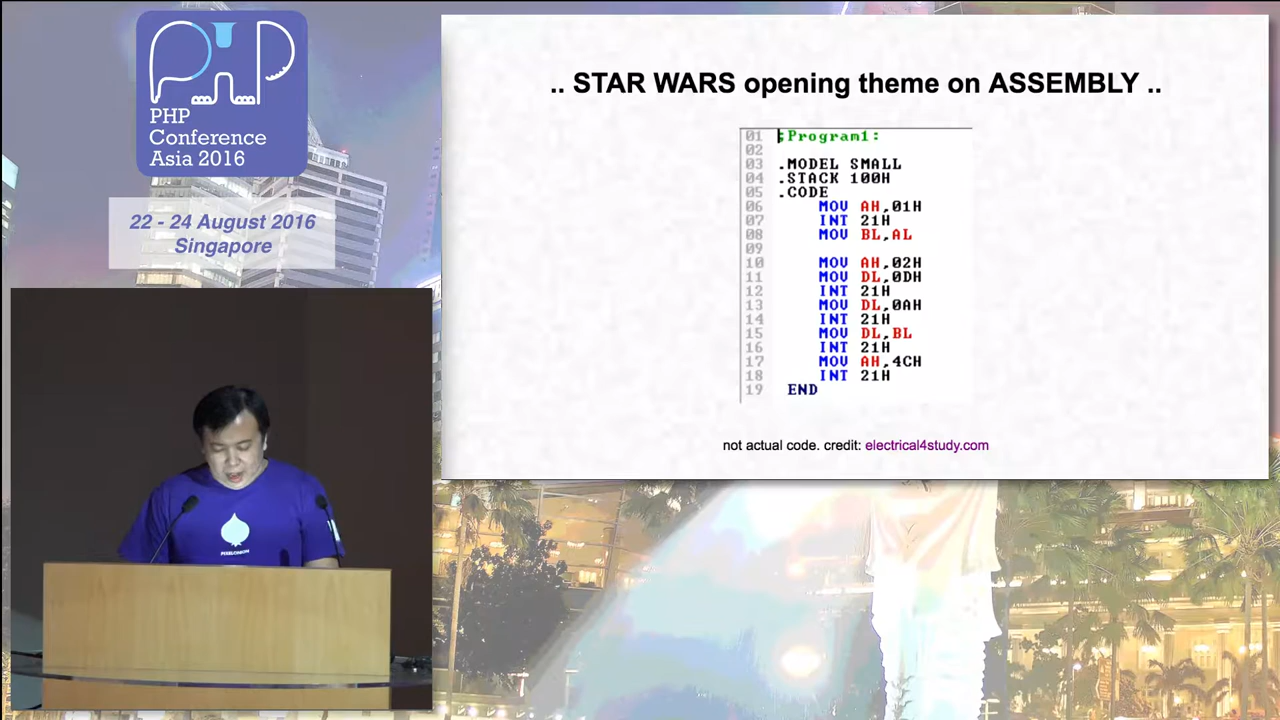 PHP
PHP
Conference
Asia 2016
22 - 24 August 2016
Singapore
PIXELONION
.. STAR WARS opening theme on ASSEMBLY ..
01 ;Program1:
02
03 .MODEL SMALL
04 .STACK 100H
05 .CODE
06 MOV AH,01H
07 INT 21H
08 MOV BL,AL
09
10 MOV AH,02H
11 MOV DL,0DH
12 INT 21H
13 MOV DL,0AH
14 INT 21H
15 MOV DL,BL
16 INT 21H
17 MOV AH,4CH
18 INT 21H
19 END
not actual code. credit: electrical4study.com